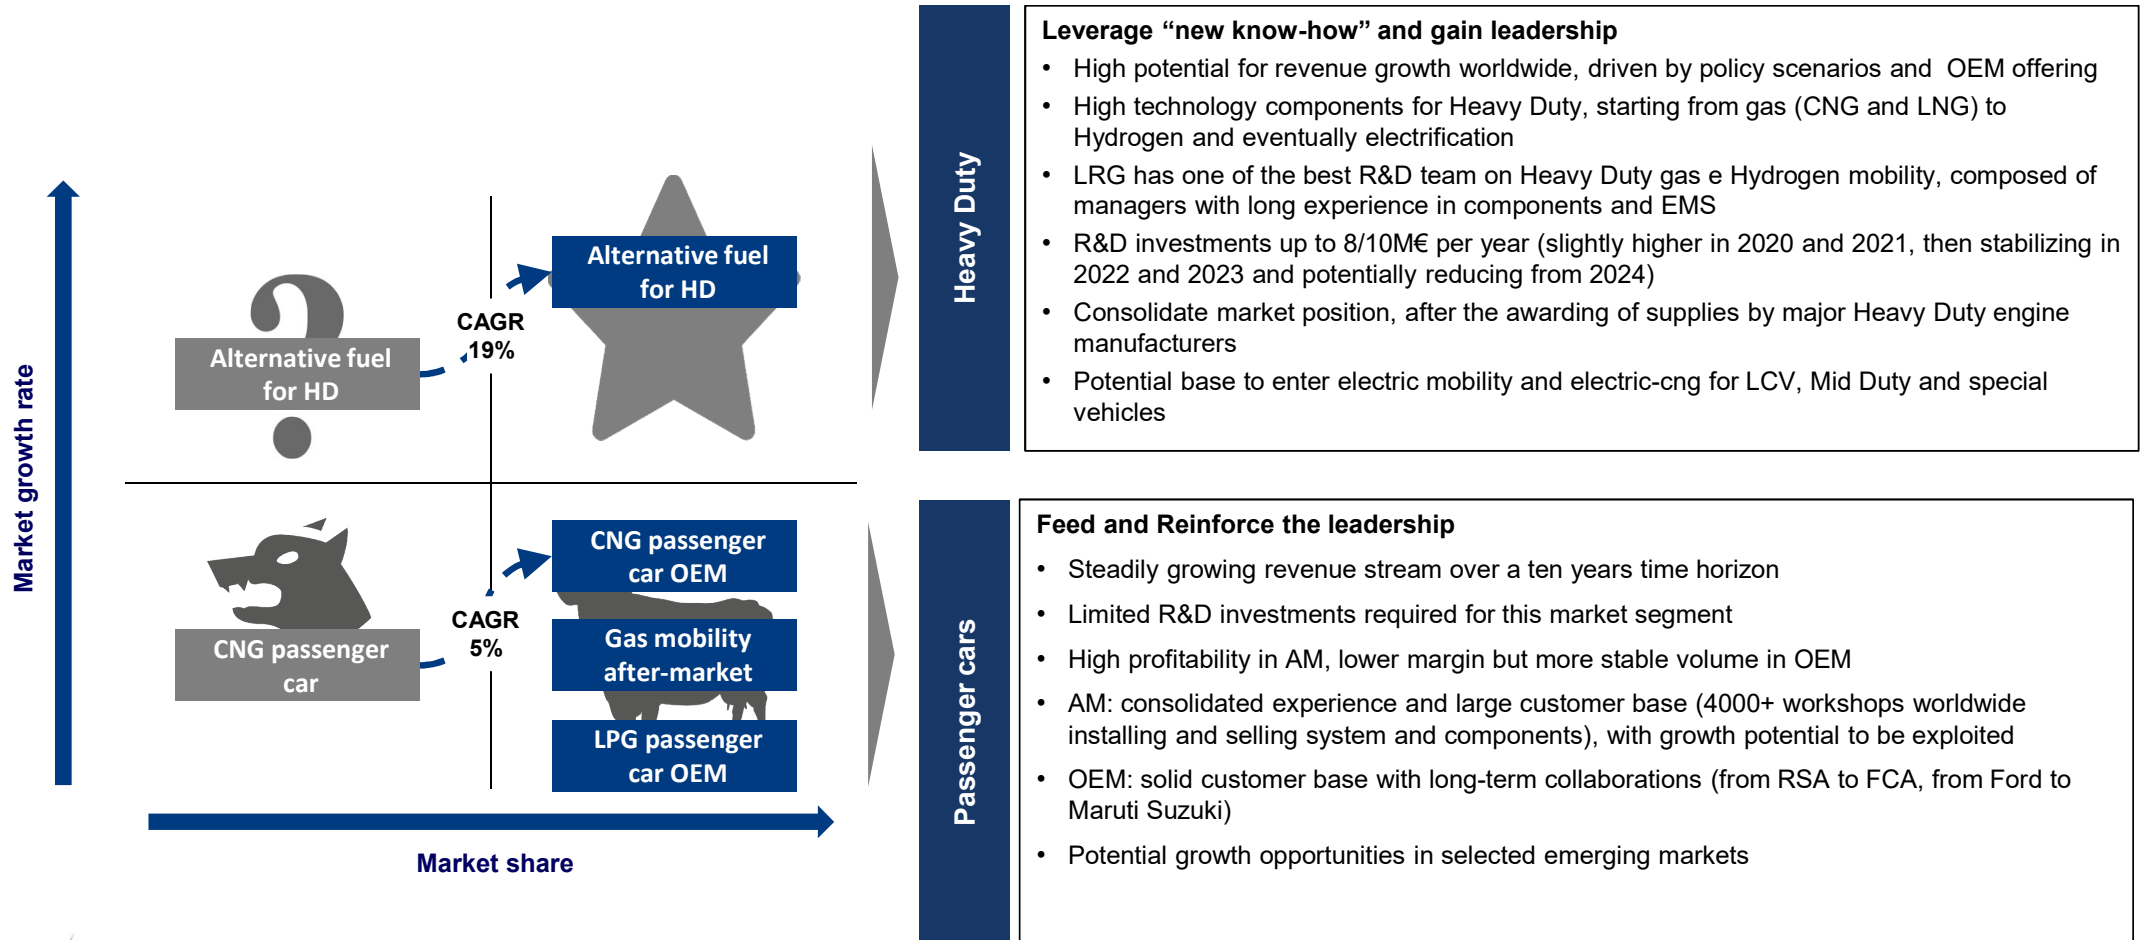 Market growth rate
Alternative fuel
for HD
CAGR
19%
Alternative fuel
for HD
CNG passenger
car
CAGR
5%
CNG passenger
car OEM
Gas mobility
after-market
LPG passenger
car OEM
Market share
Heavy Duty
Leverage “new know-how” and gain leadership
• High potential for revenue growth worldwide, driven by policy scenarios and  OEM offering
• High technology components for Heavy Duty, starting from gas (CNG and LNG) to
Hydrogen and eventually electrification
• LRG has one of the best R&D team on Heavy Duty gas e Hydrogen mobility, composed of
managers with long experience in components and EMS
• R&D investments up to 8/10M€ per year (slightly higher in 2020 and 2021, then stabilizing in
2022 and 2023 and potentially reducing from 2024)
• Consolidate market position, after the awarding of supplies by major Heavy Duty engine
manufacturers
• Potential base to enter electric mobility and electric-cng for LCV, Mid Duty and special
vehicles
Passenger cars
Feed and Reinforce the leadership
• Steadily growing revenue stream over a ten years time horizon
• Limited R&D investments required for this market segment
• High profitability in AM, lower margin but more stable volume in OEM
• AM: consolidated experience and large customer base (4000+ workshops worldwide
installing and selling system and components), with growth potential to be exploited
• OEM: solid customer base with long-term collaborations (from RSA to FCA, from Ford to
Maruti Suzuki)
• Potential growth opportunities in selected emerging markets